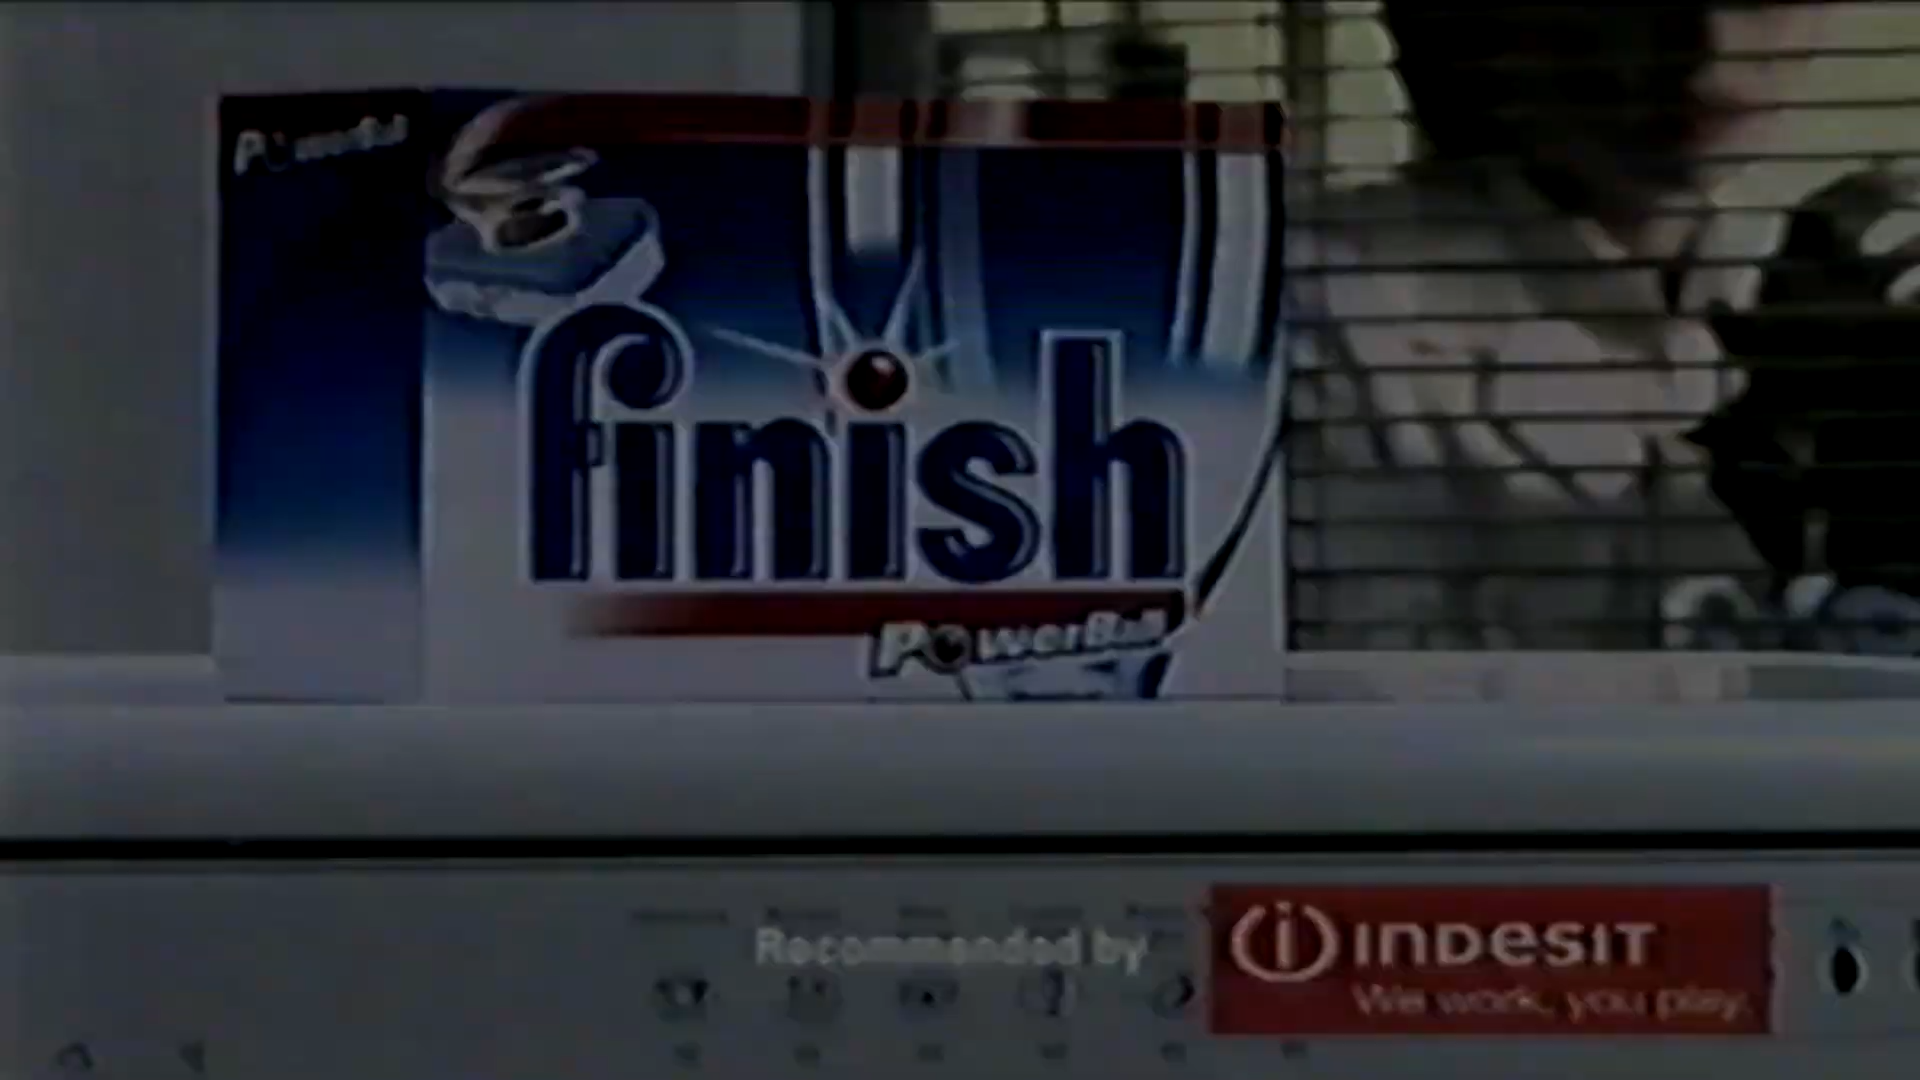 PowerBall
finish
PowerBall
Recommended by
indesit
We work, you play.